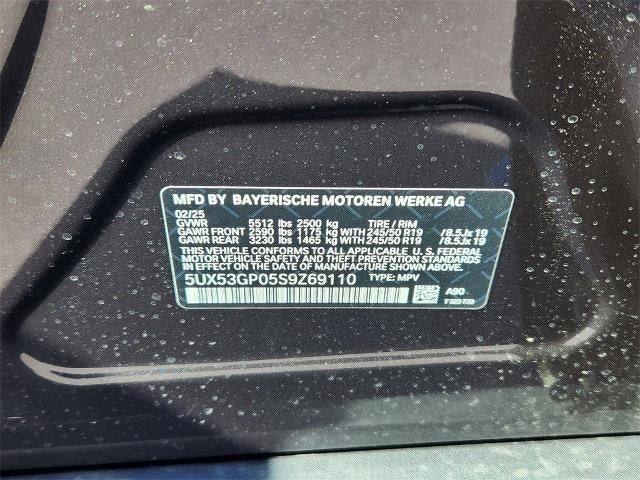 MFD BY BAYERISCHE MOTOREN WERKE AG
02/25
GVWR 5512 lbs 2500 kg TIRE / RIM
GAWR FRONT 2590 lbs 1175 kg WITH 245/50 R19 /8.5Jx19
GAWR REAR 3230 lbs 1465 kg WITH 245/50 R19 /8.5Jx19
THIS VEHICLE CONFORMS TO ALL APPLICABLE U.S. FEDERAL
MOTOR VEHICLE SAFETY AND THEFT PREVENTION
STANDARDS IN EFFECT ON THE DATE OF MANUFACTURE
SHOWN ABOVE.
5UX53GP05S9Z69110 TYPE: MPV A90